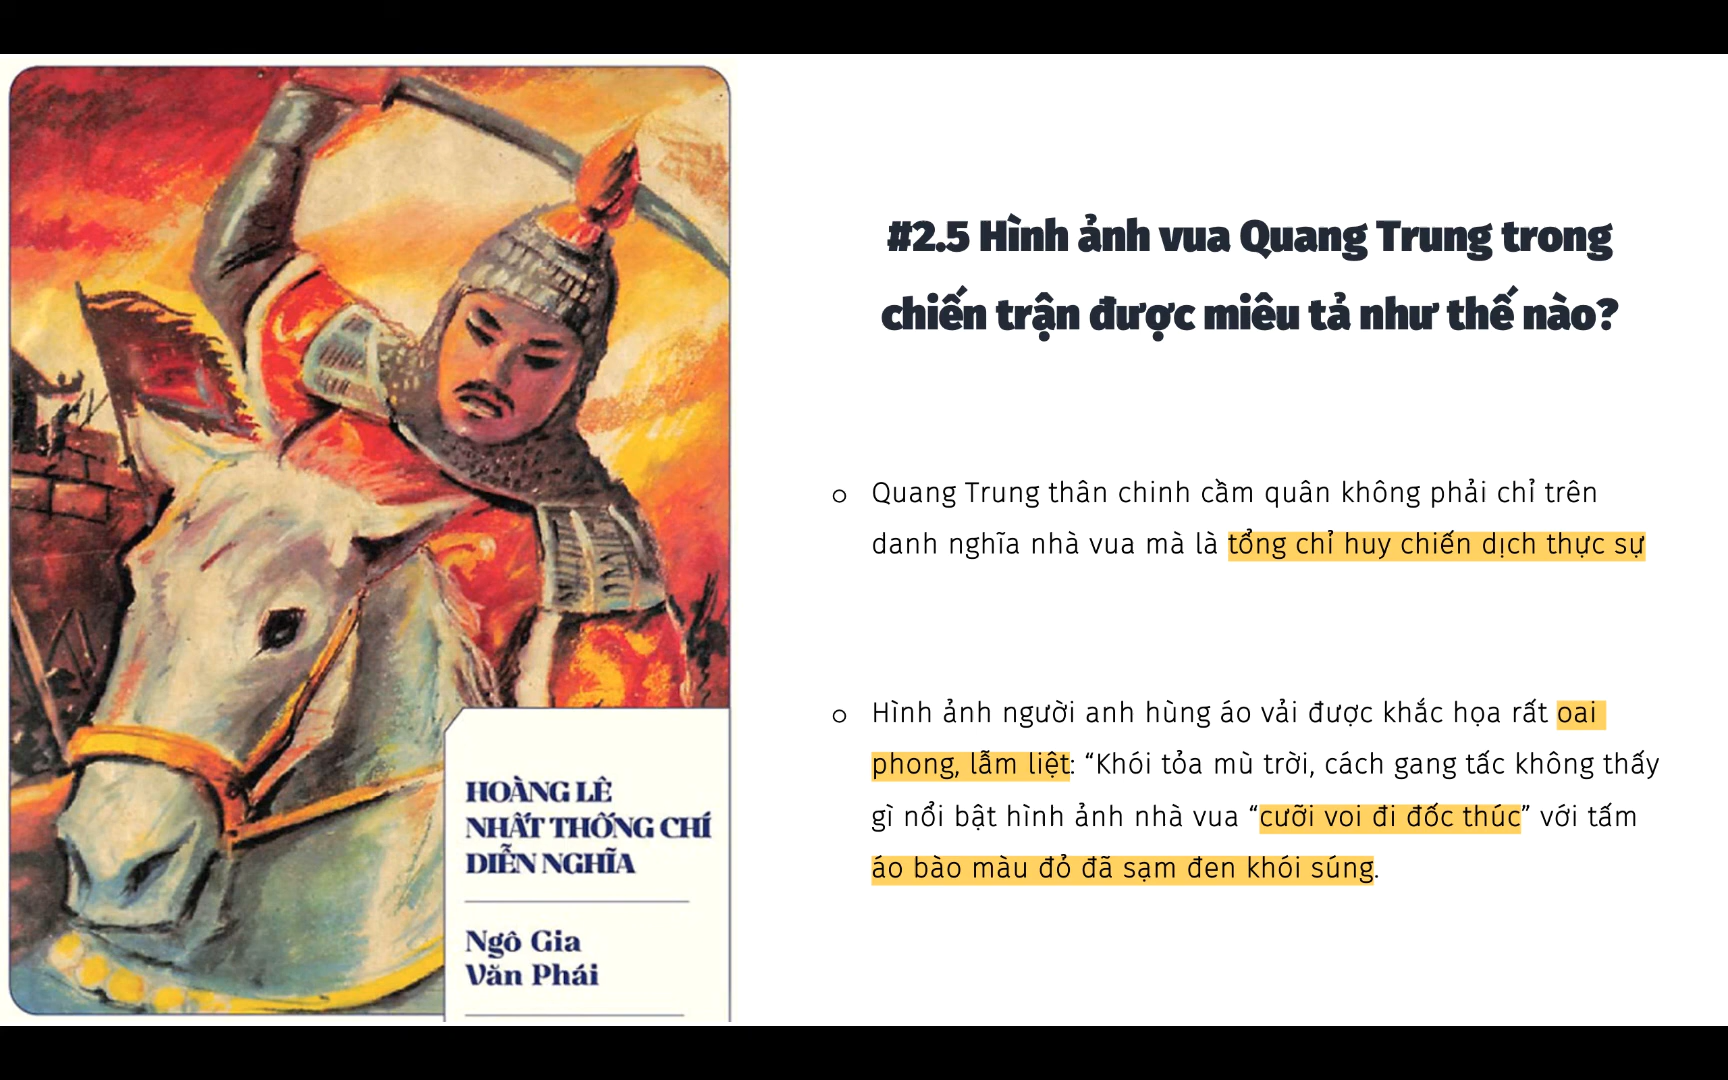 #2.5 Hình ảnh vua Quang Trung trong
chiến trận được miêu tả như thế nào?
o Quang Trung thân chinh cầm quân không phải chỉ trên
danh nghĩa nhà vua mà là tổng chỉ huy chiến dịch thực sự
o Hình ảnh người anh hùng áo vải được khắc họa rất oai
phong, lẫm liệt: “Khói tỏa mù trời, cách gang tấc không thấy
gì nổi bật hình ảnh nhà vua “cưỡi voi đi đốc thúc” với tấm
áo bào màu đỏ đã sạm đen khói súng.
HOÀNG LÊ
NHẤT THỐNG CHÍ
DIỄN NGHĨA
Ngô Gia
Văn Phái